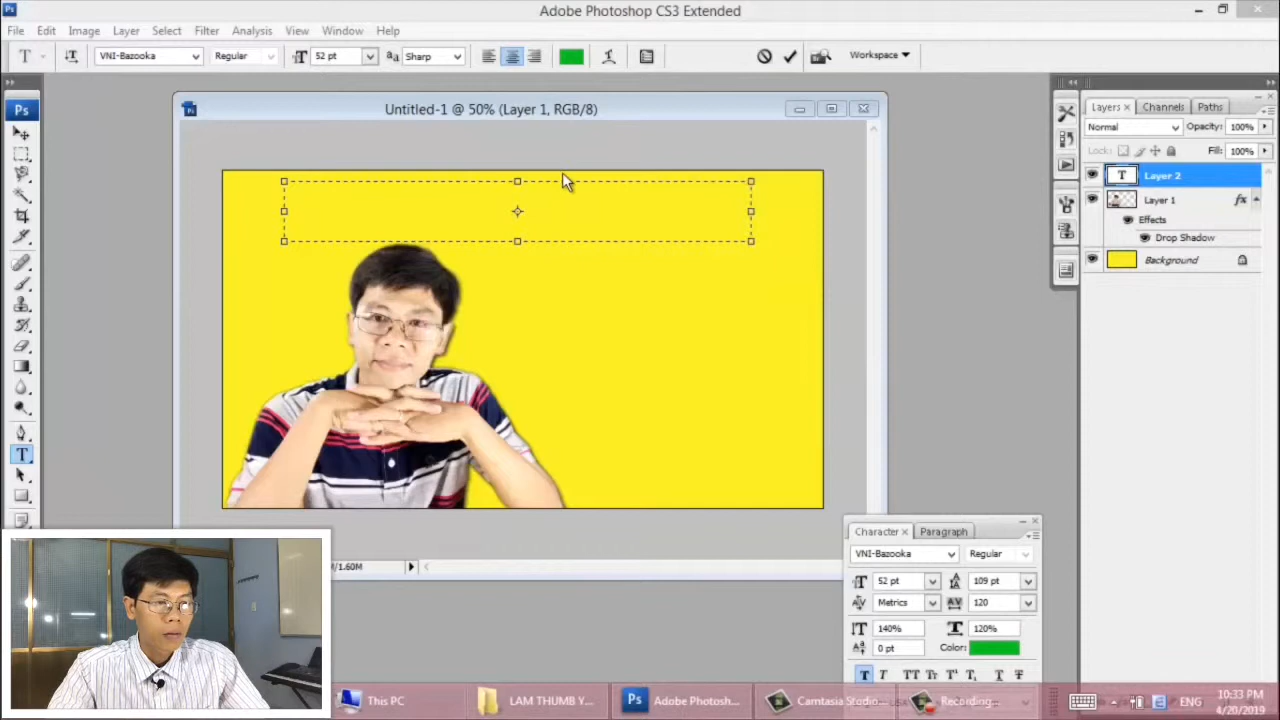 Adobe Photoshop CS3 Extended
File Edit Image Layer Select Filter Analysis View Window Help
T VNI-Bazooka Regular 52 pt Sharp Workspace
Ps
Untitled-1 @ 50% (Layer 1, RGB/8)
Layers Channels Paths
Normal Opacity: 100%
Lock: Fill: 100%
T Layer 2
Layer 1 fx
Effects
Drop Shadow
Background
/1.60M
Character Paragraph
VNI-Bazooka Regular
52 pt 109 pt
Metrics 120
140% 120%
0 pt Color:
This PC LAM THUMB Y... Adobe Photosh... Camtasia Studio... Recording... ENG 10:33 PM
4/20/2019